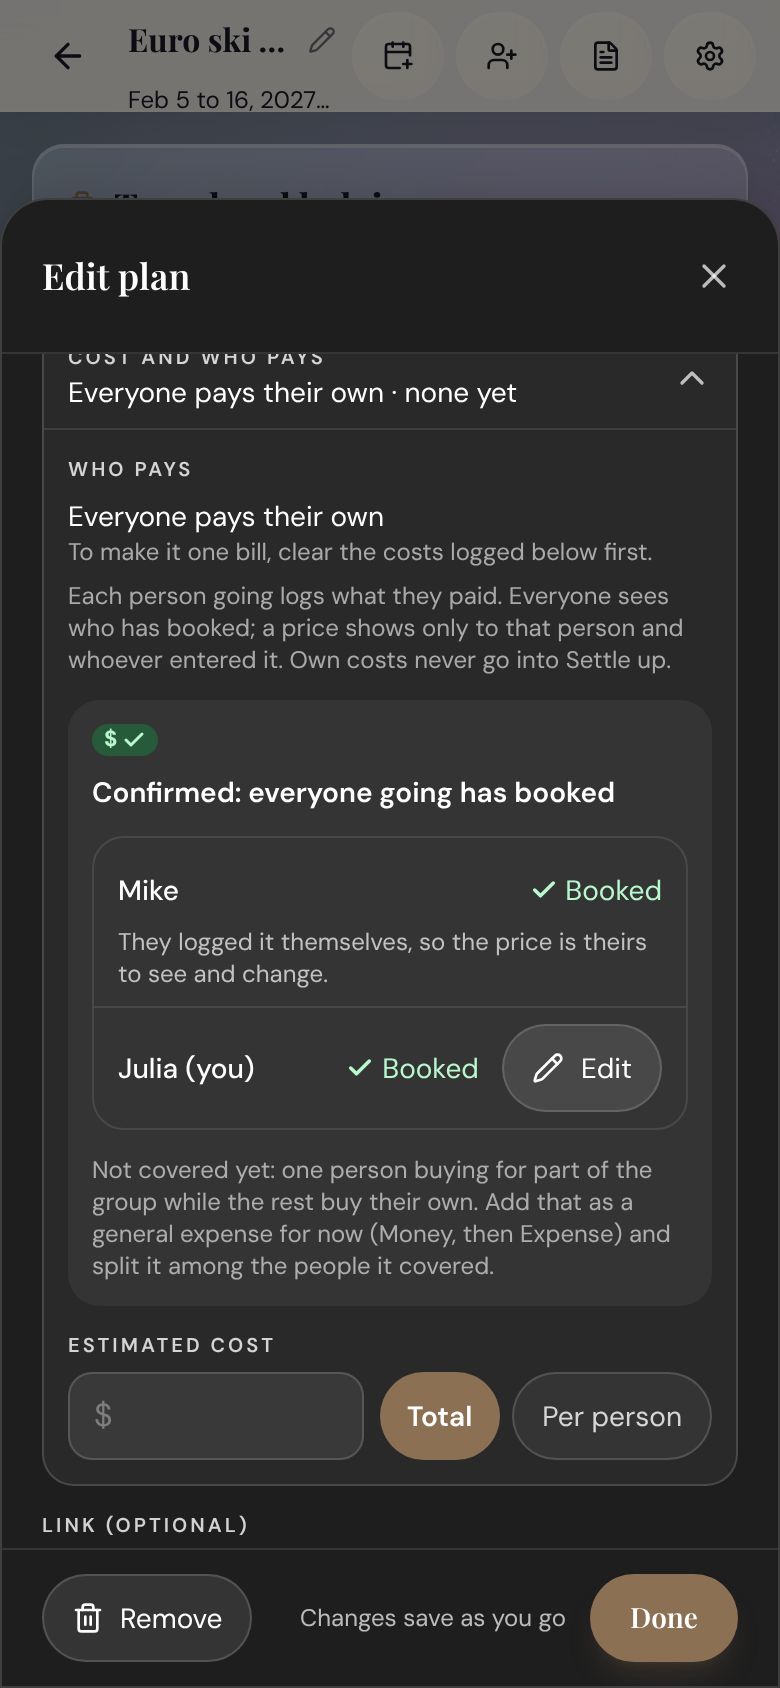 Euro ski ...
Feb 5 to 16, 2027...
Edit plan
COST AND WHO PAYS
Everyone pays their own · none yet
WHO PAYS
Everyone pays their own
To make it one bill, clear the costs logged below first.
Each person going logs what they paid. Everyone sees
who has booked; a price shows only to that person and
whoever entered it. Own costs never go into Settle up.
$ ✓
Confirmed: everyone going has booked
Mike ✓ Booked
They logged it themselves, so the price is theirs
to see and change.
Julia (you) ✓ Booked Edit
Not covered yet: one person buying for part of the
group while the rest buy their own. Add that as a
general expense for now (Money, then Expense) and
split it among the people it covered.
ESTIMATED COST
$ Total Per person
LINK (OPTIONAL)
Remove Changes save as you go Done